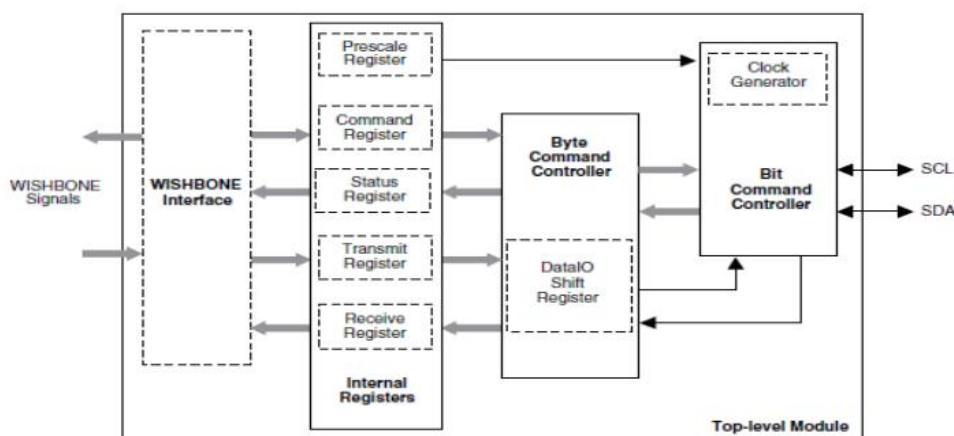 Prescale
Register
Clock
Generator
Command
Register
Byte
Command
Controller
WISHBONE
Signals
WISHBONE
Interface
Status
Register
Bit
Command
Controller
SCL
SDA
Transmit
Register
DataIO
Shift
Register
Receive
Register
Internal
Registers
Top-level Module